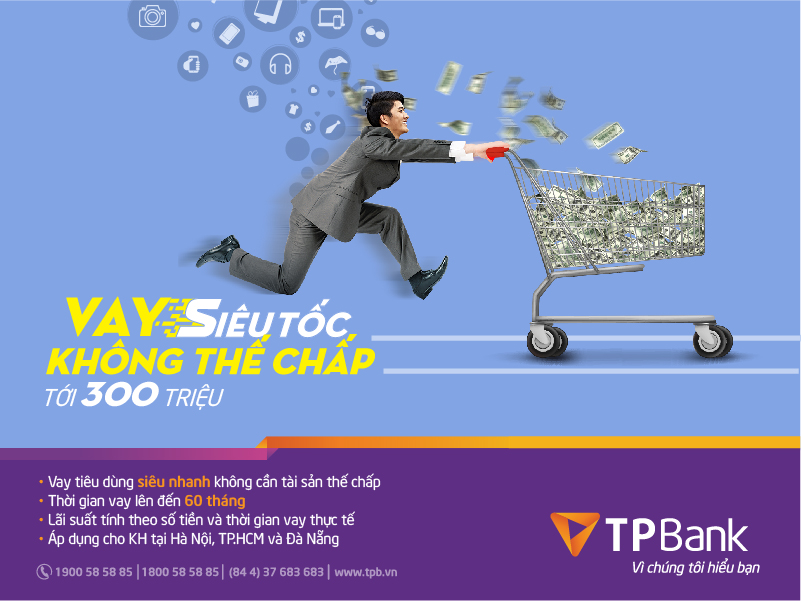 VAY SIÊU TỐC
KHÔNG THẾ CHẤP
TỚI 300 TRIỆU
• Vay tiêu dùng siêu nhanh không cần tài sản thế chấp
• Thời gian vay lên đến 60 tháng
• Lãi suất tính theo số tiền và thời gian vay thực tế
• Áp dụng cho KH tại Hà Nội, TP.HCM và Đà Nẵng
1900 58 58 85 | 1800 58 58 85 | (84 4) 37 683 683 | www.tpb.vn
TPBank
Vì chúng tôi hiểu bạn